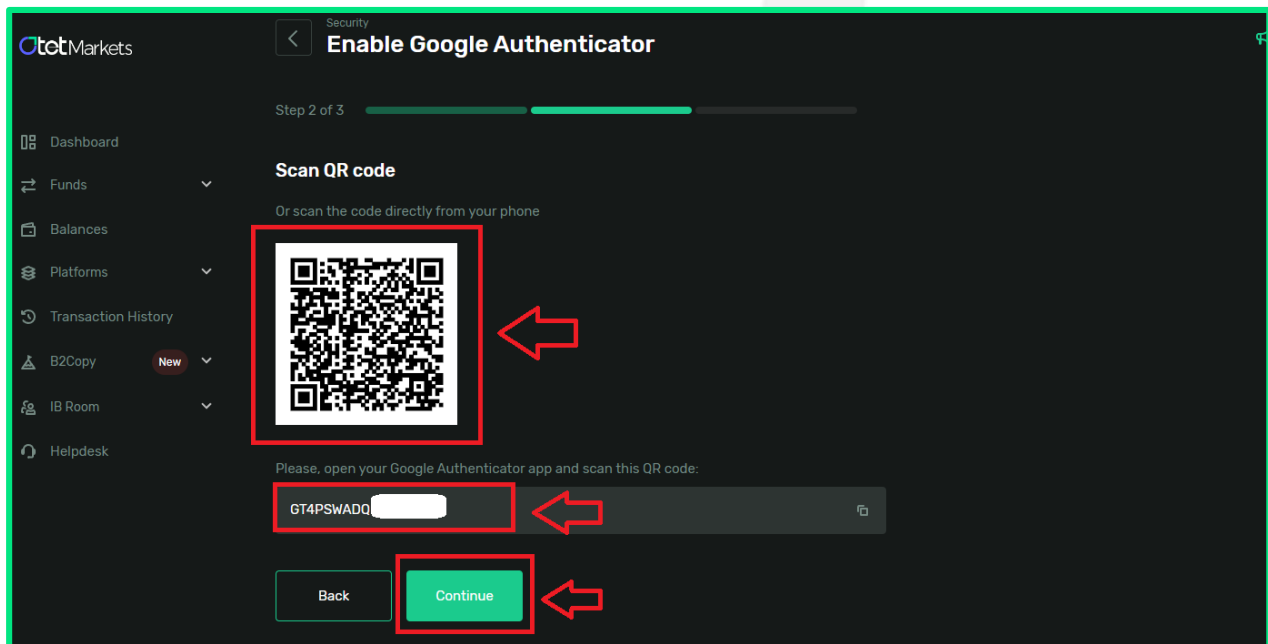 OtetMarkets
Security
Enable Google Authenticator
Step 2 of 3
Dashboard
Funds
Balances
Platforms
Transaction History
B2Copy New
IB Room
Helpdesk
Scan QR code
Or scan the code directly from your phone
Please, open your Google Authenticator app and scan this QR code:
GT4PSWADQ
Back
Continue